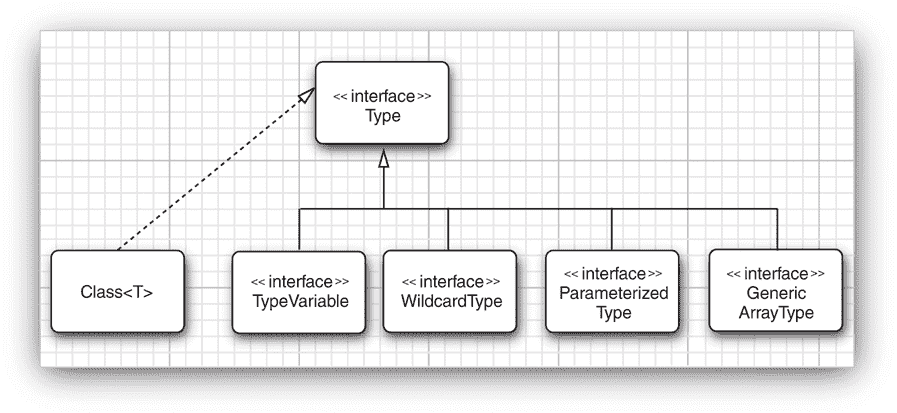 << interface >>
Type
Class<T>
<< interface >>
TypeVariable
<< interface >>
WildcardType
<< interface >>
Parameterized
Type
<< interface >>
Generic
ArrayType